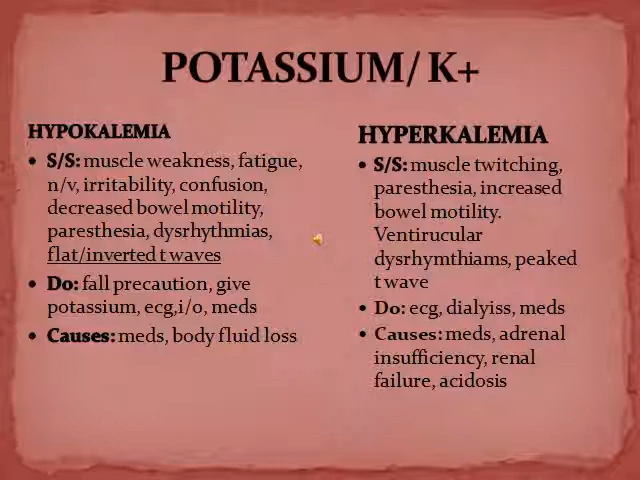 POTASSIUM/ K+
HYPOKALEMIA
• S/S: muscle weakness, fatigue,
n/v, irritability, confusion,
decreased bowel motility,
paresthesia, dysrhythmias,
flat/inverted t waves
• Do: fall precaution, give
potassium, ecg,i/o, meds
• Causes: meds, body fluid loss
HYPERKALEMIA
• S/S: muscle twitching,
paresthesia, increased
bowel motility.
Ventirucular
dysrhymthiams, peaked
t wave
• Do: ecg, dialyiss, meds
• Causes: meds, adrenal
insufficiency, renal
failure, acidosis